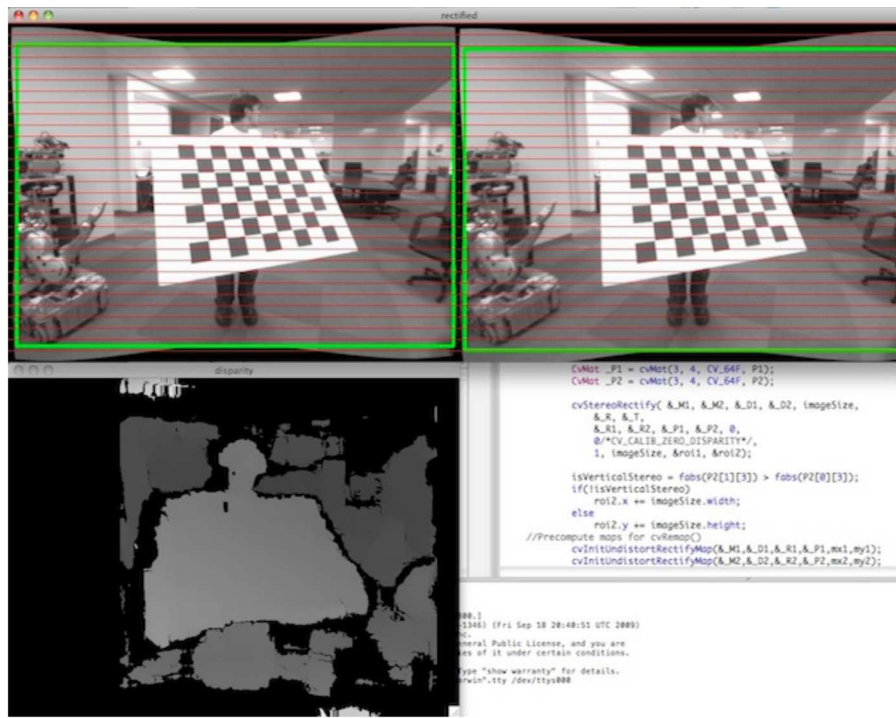 rectified
disparity
CvMat _P1 = cvMat(3, 4, CV_64F, P1);
CvMat _P2 = cvMat(3, 4, CV_64F, P2);
cvStereoRectify( &_M1, &_M2, &_D1, &_D2, imageSize,
&_R, &_T,
&_R1, &_R2, &_P1, &_P2, 0,
0/*CV_CALIB_ZERO_DISPARITY*/,
1, imageSize, &roi1, &roi2);
isVerticalStereo = fabs(P2[1][3]) > fabs(P2[0][3]);
if(!isVerticalStereo)
roi2.x += imageSize.width;
else
roi2.y += imageSize.height;
//Precompute maps for cvRemap()
cvInitUndistortRectifyMap(&_M1,&_D1,&_R1,&_P1,mx1,my1);
cvInitUndistortRectifyMap(&_M2,&_D2,&_R2,&_P2,mx2,my2);
-1346) (Fri Sep 18 20:40:51 UTC 2009)
nc.
neral Public License, and you are
es of it under certain conditions.
ype "show warranty" for details.
arwin".tty /dev/ttys000